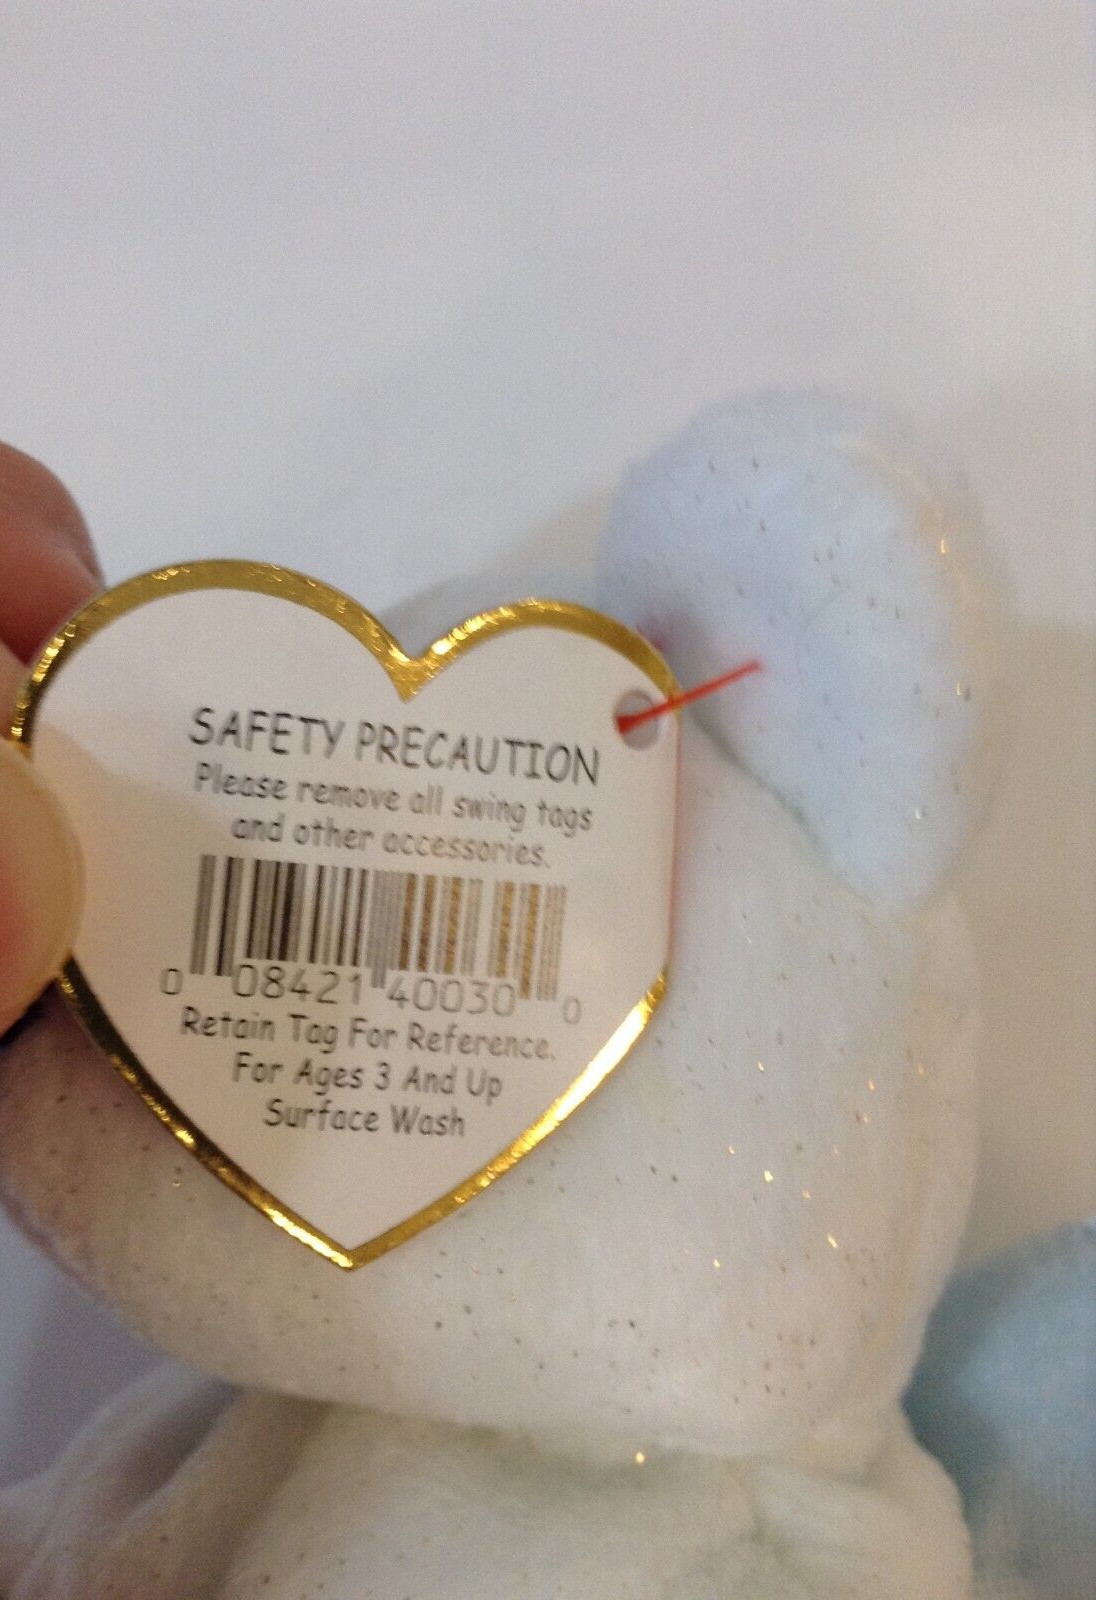 SAFETY PRECAUTION
Please remove all swing tags
and other accessories.
0 08421 40030 0
Retain Tag For Reference.
For Ages 3 And Up
Surface Wash